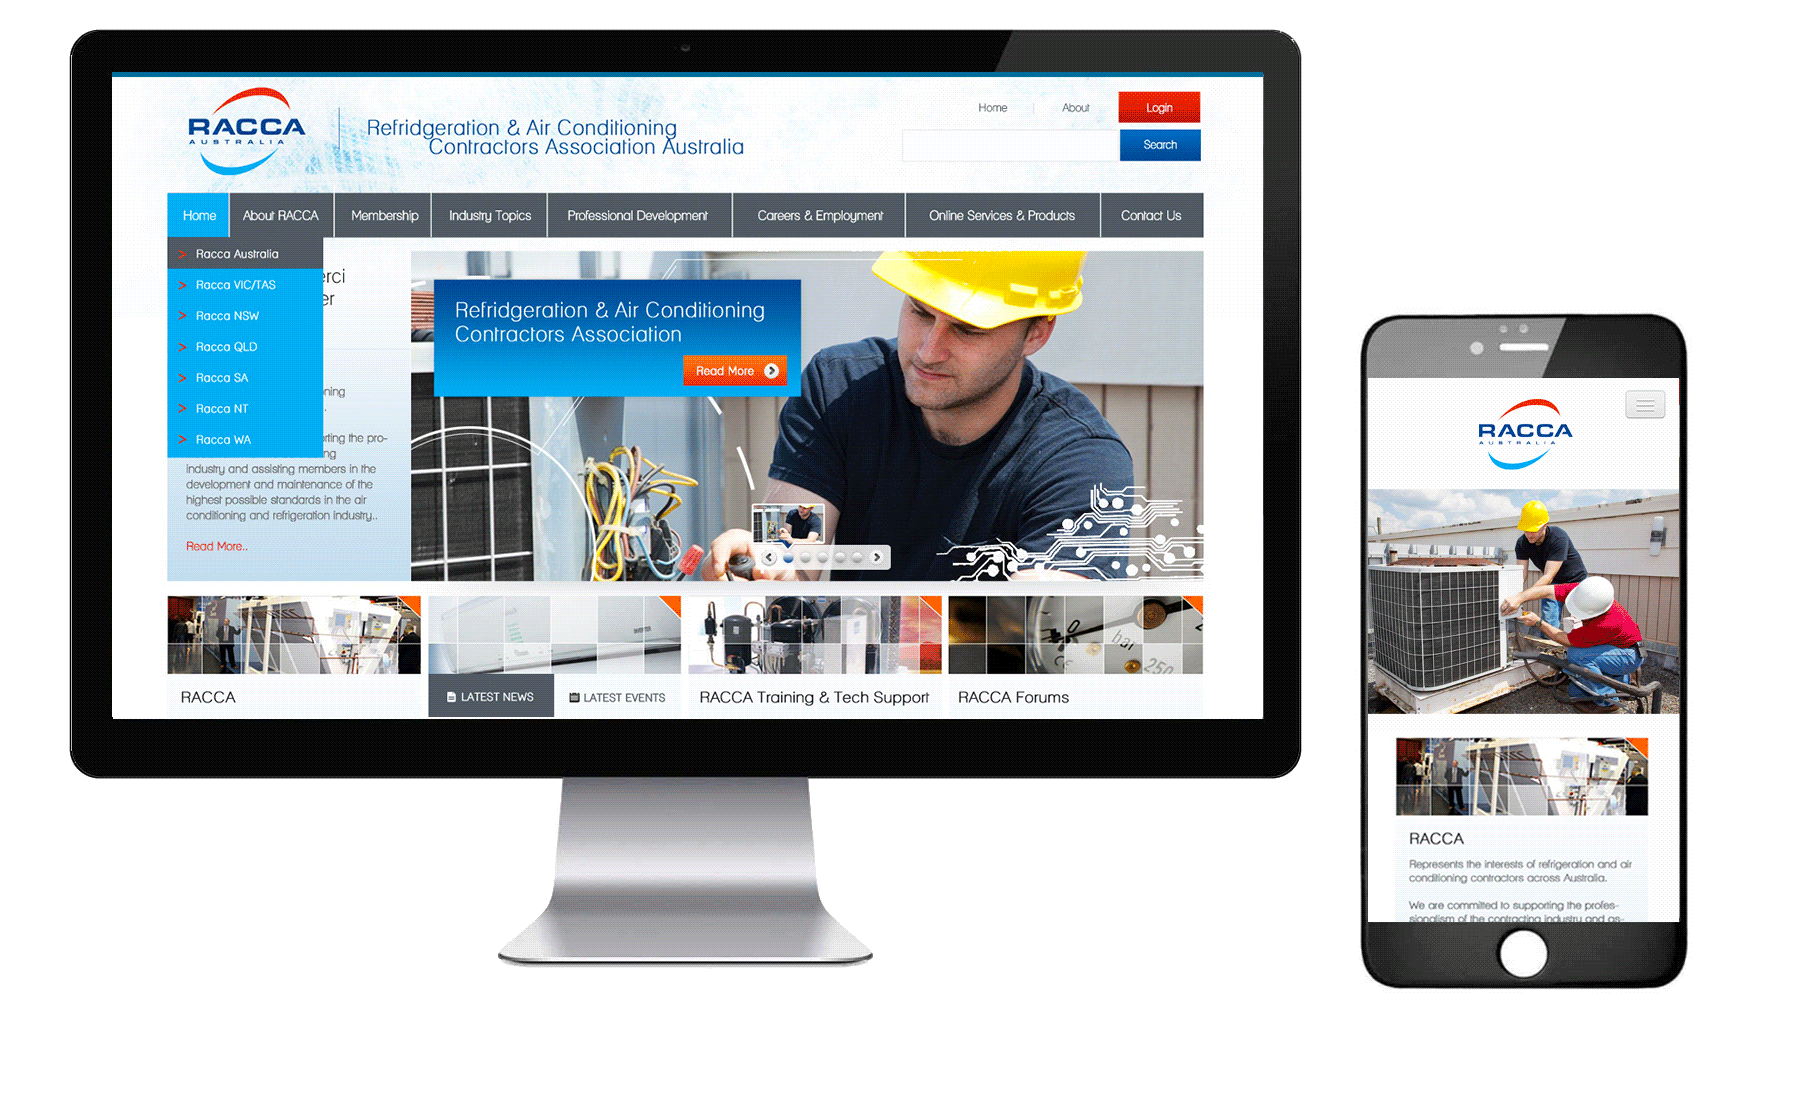 RACCA
AUSTRALIA
Refridgeration & Air Conditioning
Contractors Association Australia
Home
About
Login
Search
Home
About RACCA
Membership
Industry Topics
Professional Development
Careers & Employment
Online Services & Products
Contact Us
> Racca Australia
> Racca VIC/TAS
> Racca NSW
> Racca QLD
> Racca SA
> Racca NT
> Racca WA
erci
er
ning
.
rting the pro-
ng
industry and assisting members in the
development and maintenance of the
highest possible standards in the air
conditioning and refrigeration industry..
Read More..
Refridgeration & Air Conditioning
Contractors Association
Read More
0
bar
250
RACCA
LATEST NEWS
LATEST EVENTS
RACCA Training & Tech Support
RACCA Forums
RACCA
AUSTRALIA
RACCA
Represents the interests of refrigeration and air
conditioning contractors across Australia.
We are committed to supporting the profes-
sionalism of the contracting industry and as-